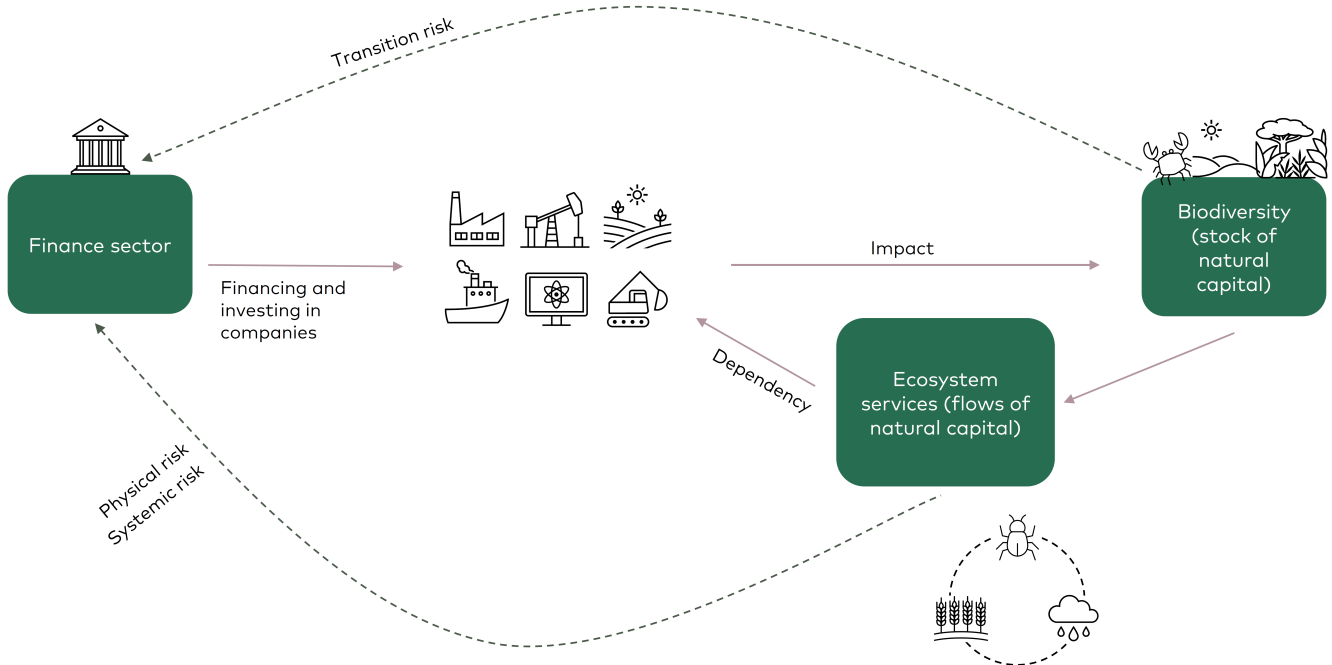 Transition risk
Finance sector
Financing and
investing in
companies
Impact
Biodiversity
(stock of
natural
capital)
Dependency
Ecosystem
services (flows of
natural capital)
Physical risk
Systemic risk